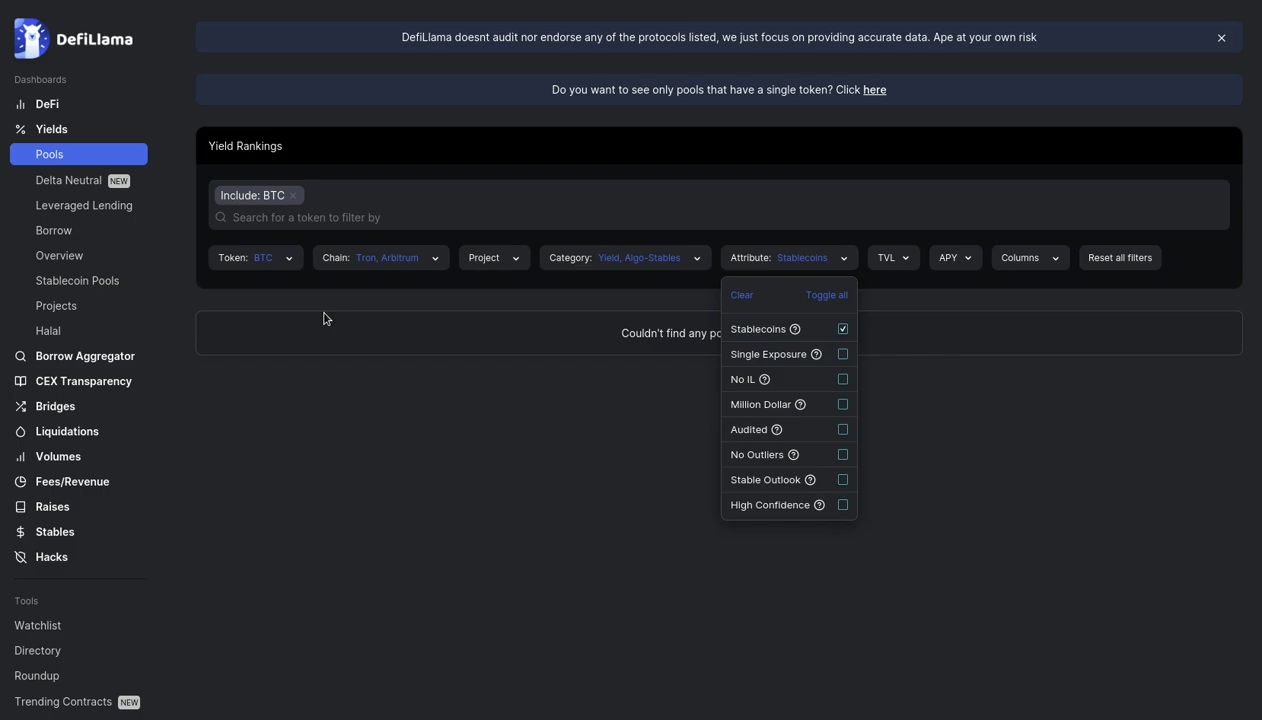 DefiLlama
Dashboards
DeFi
Yields
Pools
Delta Neutral NEW
Leveraged Lending
Borrow
Overview
Stablecoin Pools
Projects
Halal
Borrow Aggregator
CEX Transparency
Bridges
Liquidations
Volumes
Fees/Revenue
Raises
Stables
Hacks
Tools
Watchlist
Directory
Roundup
Trending Contracts NEW
DefiLlama doesnt audit nor endorse any of the protocols listed, we just focus on providing accurate data. Ape at your own risk
Do you want to see only pools that have a single token? Click here
Yield Rankings
Include: BTC
Search for a token to filter by
Token: BTC Chain: Tron, Arbitrum Project Category: Yield, Algo-Stables Attribute: Stablecoins TVL APY Columns Reset all filters
Clear Toggle all
Stablecoins
Single Exposure
No IL
Million Dollar
Audited
No Outliers
Stable Outlook
High Confidence
Couldn't find any